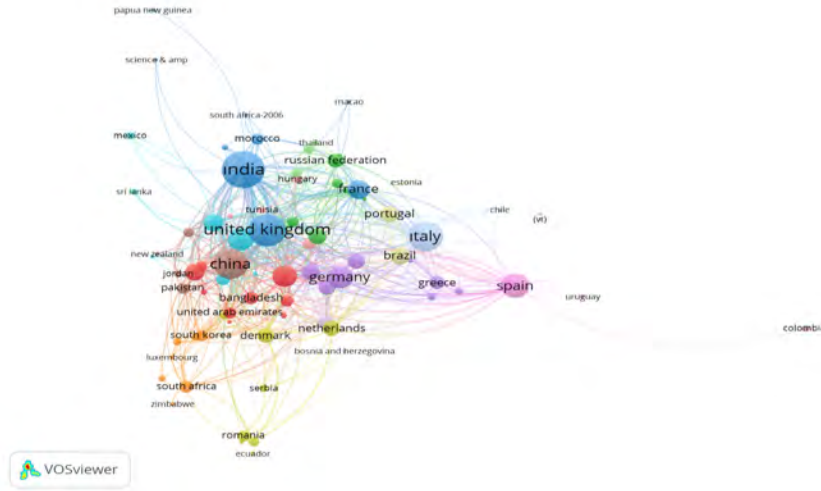 papua new guinea
science & amp
macao
south africa-2006
mexico
morocco
thailand
russian federation
india
hungary
estonia
france
sri lanka
tunisia
portugal
chile
(vi)
united kingdom
italy
new zealand
brazil
china
jordan
germany
greece
spain
pakistan
bangladesh
uruguay
united arab emirates
netherlands
colombi
south korea
denmark
luxembourg
bosnia and herzegovina
south africa
serbia
zimbabwe
romania
ecuador
VOSviewer